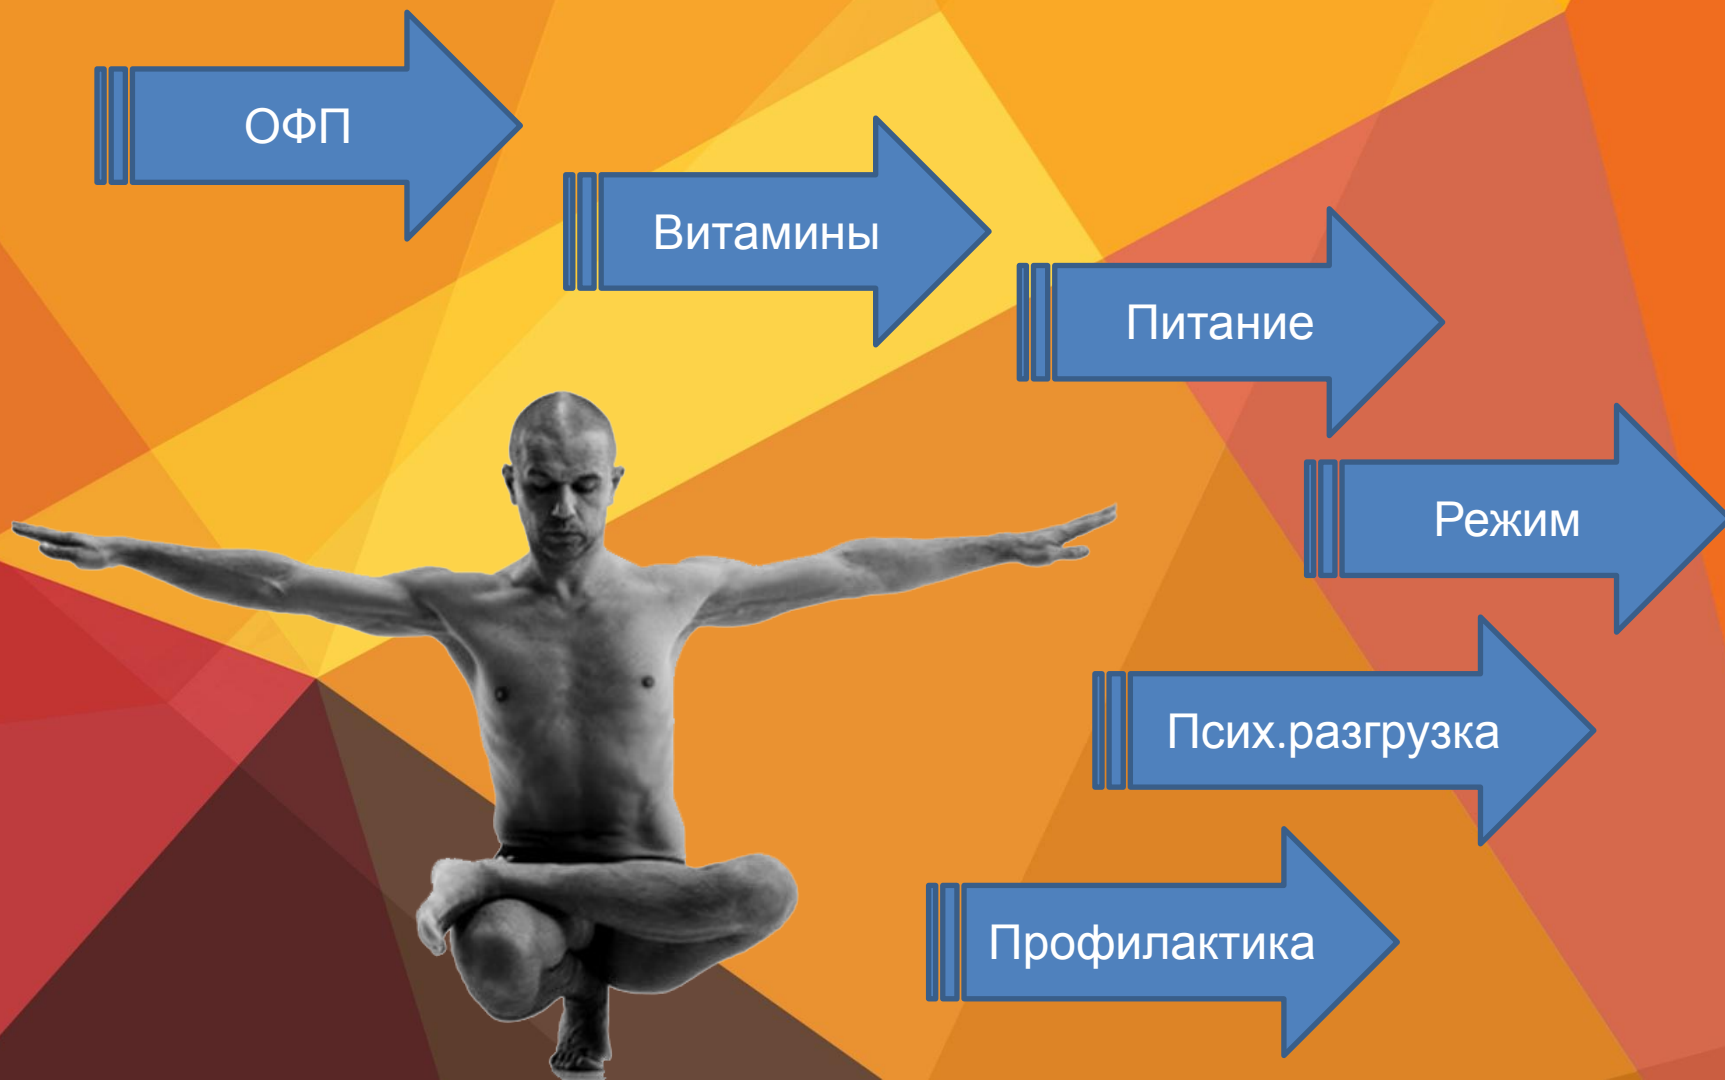 ОФП
Витамины
Питание
Режим
Псих.разгрузка
Профилактика